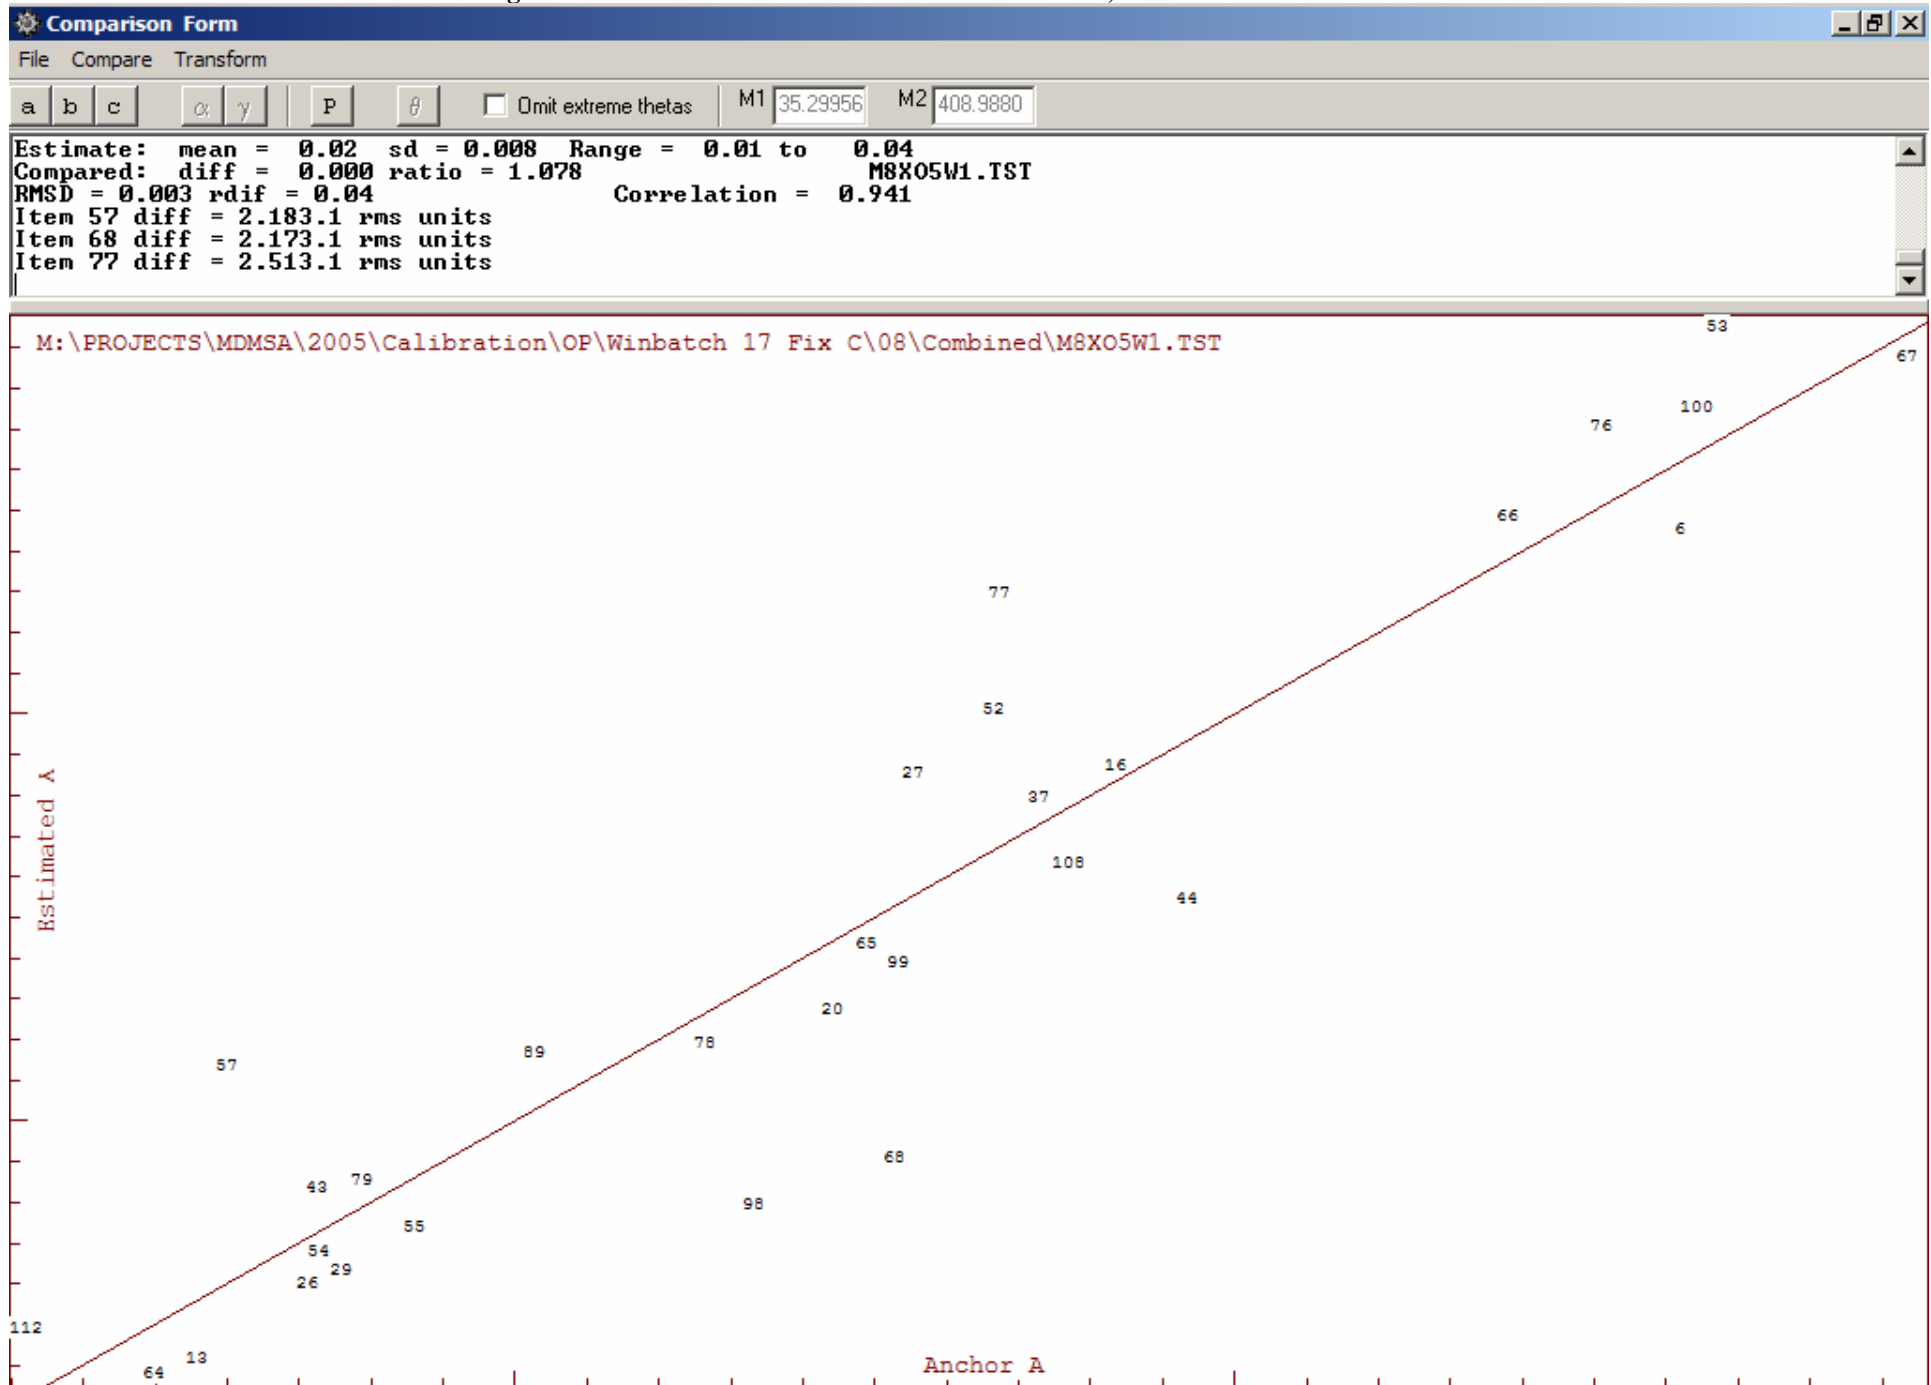 Comparison Form
File Compare Transform
a b c α γ P θ Omit extreme thetas M1 35.29956 M2 408.9880
Estimate: mean = 0.02 sd = 0.008 Range = 0.01 to 0.04
Compared: diff = 0.000 ratio = 1.078 M8XO5W1.TST
RMSD = 0.003 rdif = 0.04 Correlation = 0.941
Item 57 diff = 2.183.1 rms units
Item 68 diff = 2.173.1 rms units
Item 77 diff = 2.513.1 rms units
M:\PROJECTS\MDMSA\2005\Calibration\OP\Winbatch 17 Fix C\08\Combined\M8XO5W1.TST
53
67
100
76
66
6
77
52
16
27
37
108
44
65
99
20
78
89
57
68
79
43
98
55
54
29
26
112
13
64
Estimated A
Anchor A